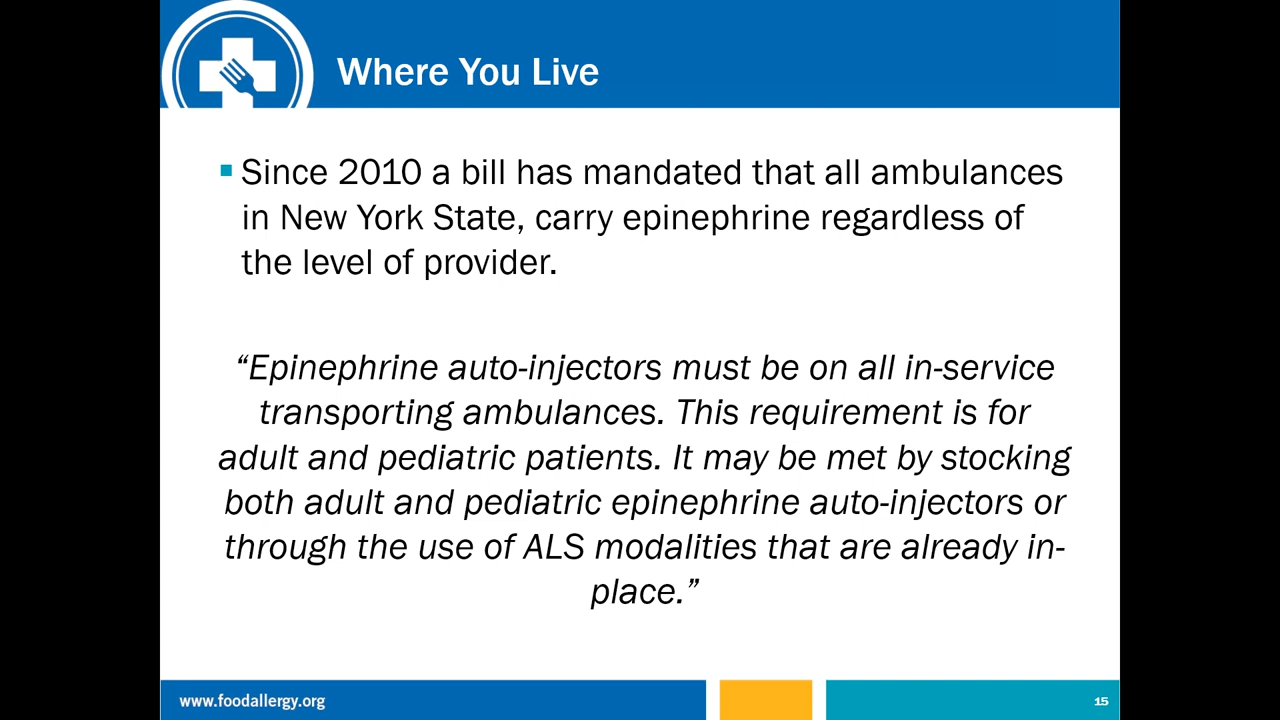 Where You Live
Since 2010 a bill has mandated that all ambulances
in New York State, carry epinephrine regardless of
the level of provider.
“Epinephrine auto-injectors must be on all in-service
transporting ambulances. This requirement is for
adult and pediatric patients. It may be met by stocking
both adult and pediatric epinephrine auto-injectors or
through the use of ALS modalities that are already in-
place.”
www.foodallergy.org
15